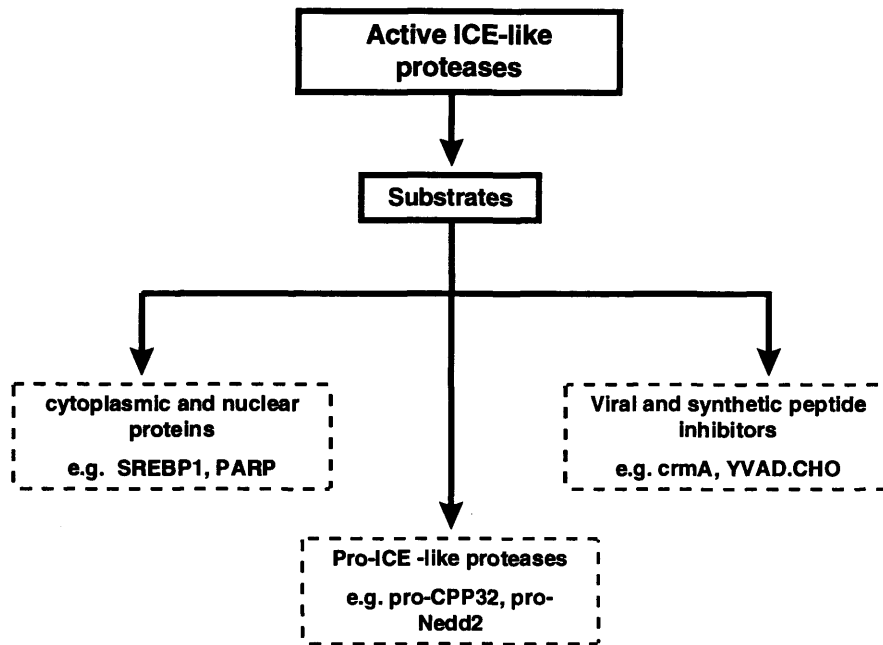 Active ICE-like
proteases
Substrates
cytoplasmic and nuclear
proteins
e.g. SREBP1, PARP
Viral and synthetic peptide
inhibitors
e.g. crmA, YVAD.CHO
Pro-ICE -like proteases
e.g. pro-CPP32, pro-
Nedd2